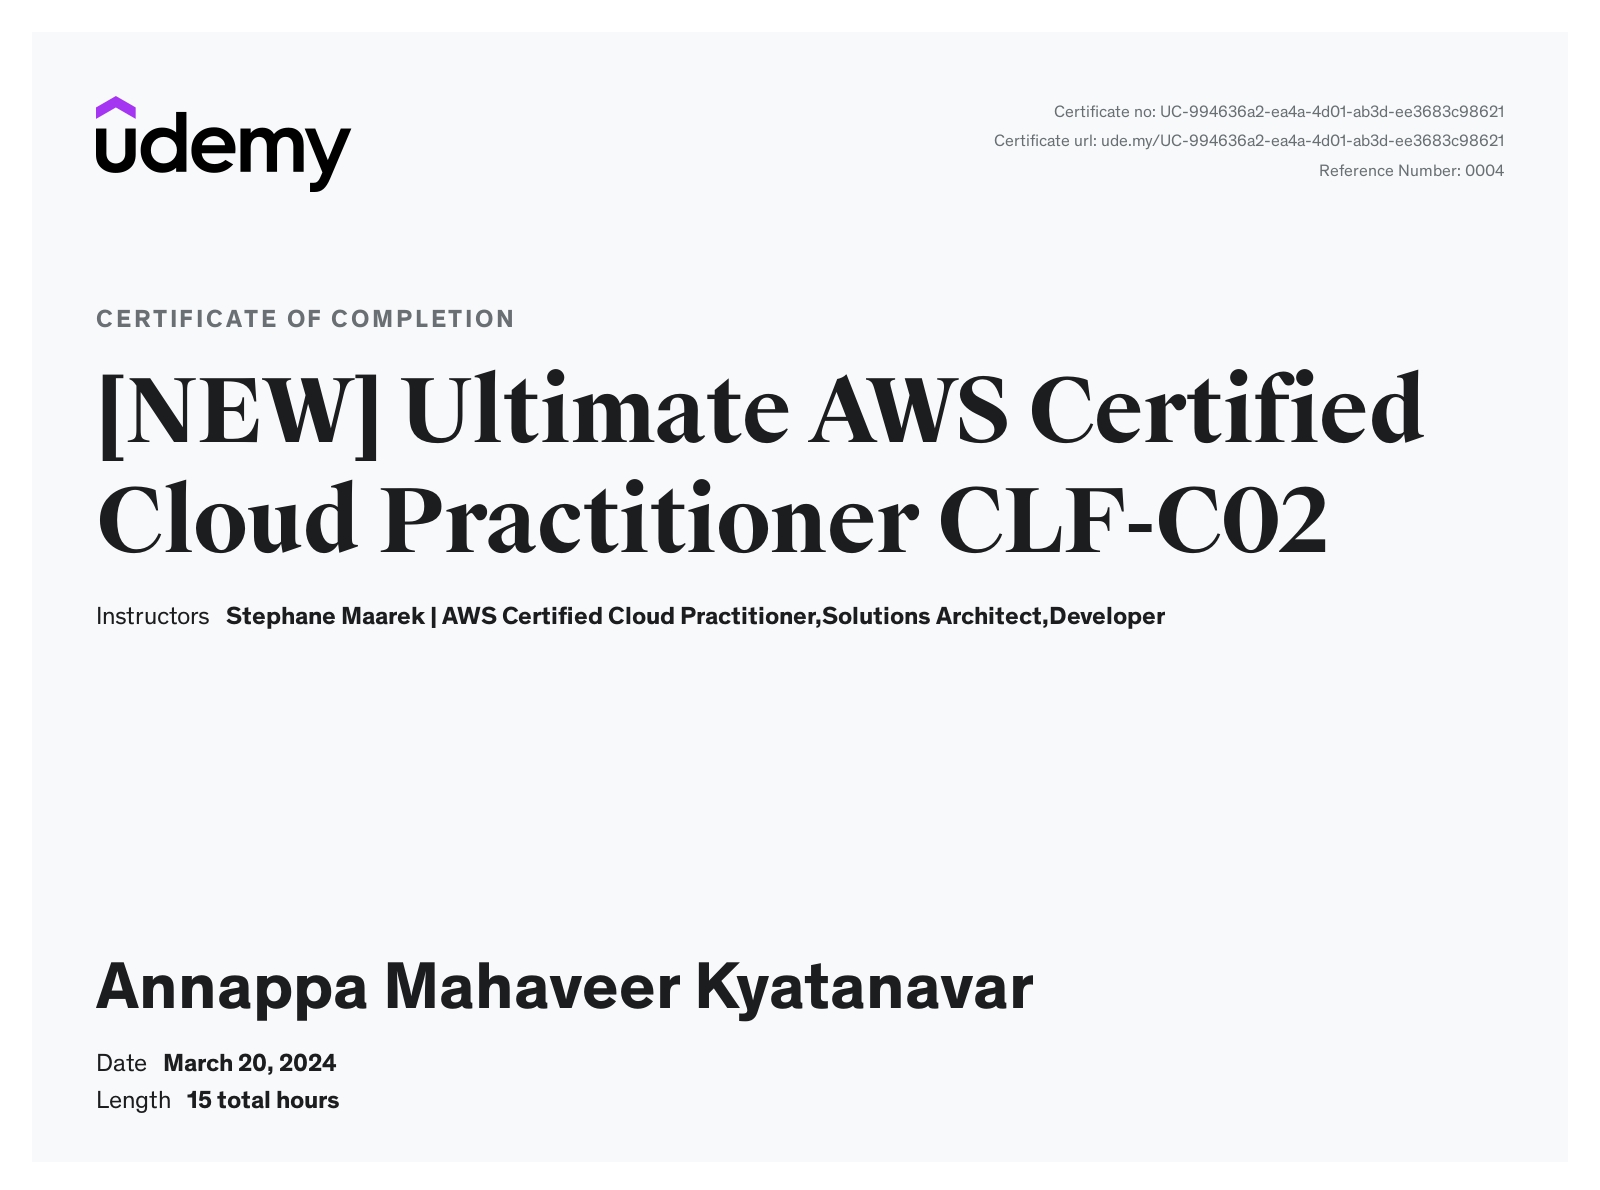 udemy
Certificate no: UC-994636a2-ea4a-4d01-ab3d-ee3683c98621
Certificate url: ude.my/UC-994636a2-ea4a-4d01-ab3d-ee3683c98621
Reference Number: 0004
CERTIFICATE OF COMPLETION
[NEW] Ultimate AWS Certified
Cloud Practitioner CLF-C02
Instructors Stephane Maarek | AWS Certified Cloud Practitioner,Solutions Architect,Developer
Annappa Mahaveer Kyatanavar
Date March 20, 2024
Length 15 total hours